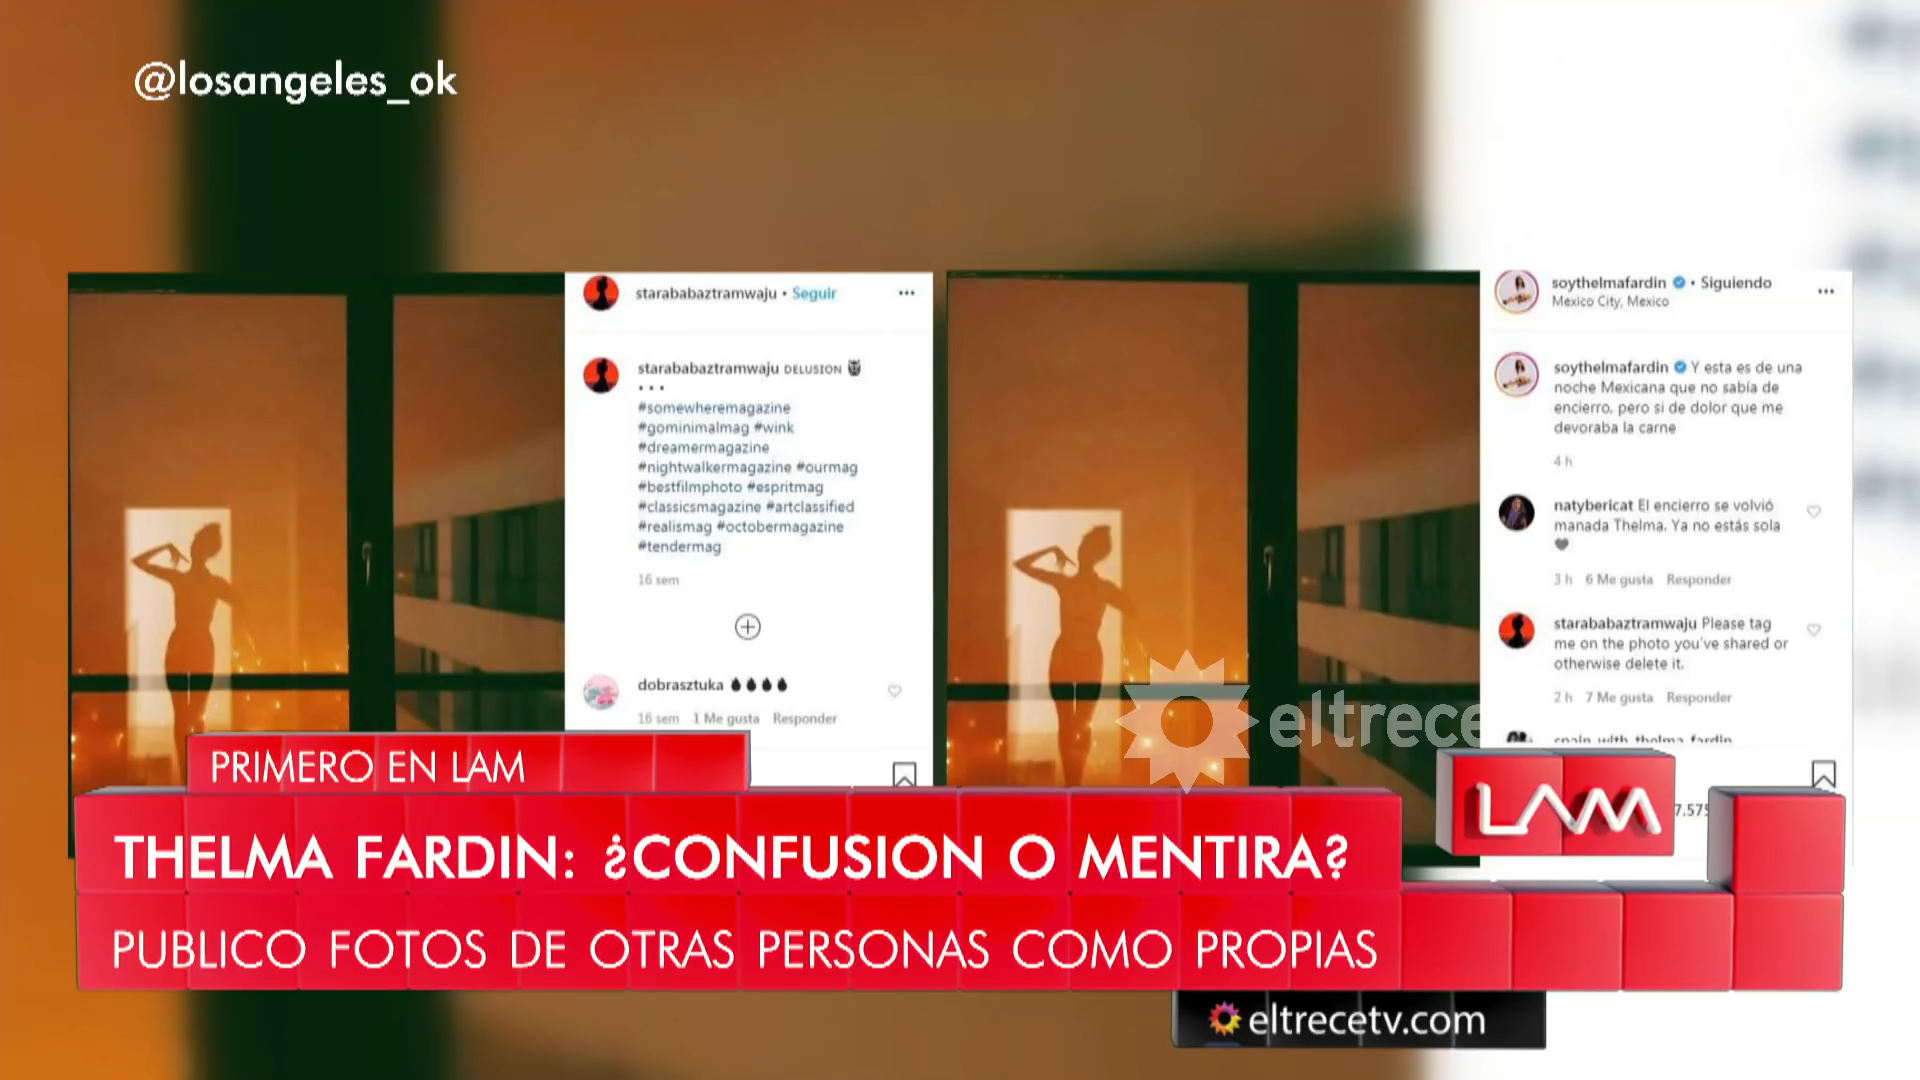 @losangeles_ok
starababaztramwaju • Seguir
...
starababaztramwaju DELUSION
• • •
#somewheremagazine
#gominimalmag #wink
#dreamermagazine
#nightwalkermagazine #ourmag
#bestfilmphoto #espritmag
#classicsmagazine #artclassified
#realismag #octobermagazine
#tendermag
16 sem
dobrasztuka
16 sem 1 Me gusta Responder
soythelmafardin • Siguiendo
Mexico City, Mexico
...
soythelmafardin Y esta es de una
noche Mexicana que no sabía de
encierro, pero si de dolor que me
devoraba la carne
4 h
natybericat El encierro se volvió
manada Thelma. Ya no estás sola
3 h 6 Me gusta Responder
starababaztramwaju Please tag
me on the photo you've shared or
otherwise delete it.
2 h 7 Me gusta Responder
eltrece
PRIMERO EN LAM
LAM
THELMA FARDIN: ¿CONFUSION O MENTIRA?
PUBLICO FOTOS DE OTRAS PERSONAS COMO PROPIAS
eltrecetv.com